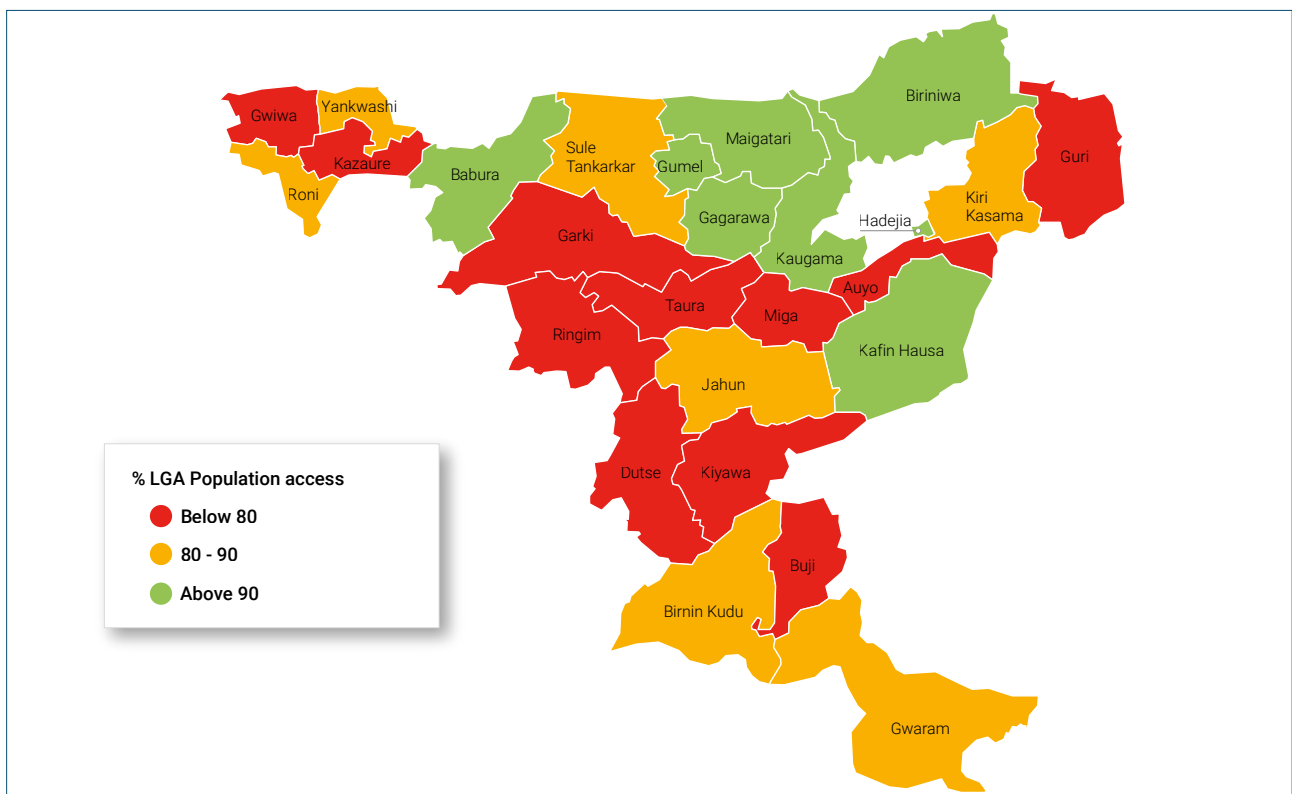 Biriniwa
Yankwashi
Gwiwa
Maigatari
Sule
Tankarkar
Guri
Kazaure
Gumel
Babura
Roni
Kiri
Kasama
Gagarawa
Hadejia
Garki
Kaugama
Auyo
Taura
Miga
Ringim
Kafin Hausa
Jahun
Dutse
Kiyawa
% LGA Population access
Below 80
80 - 90
Above 90
Buji
Birnin Kudu
Gwaram